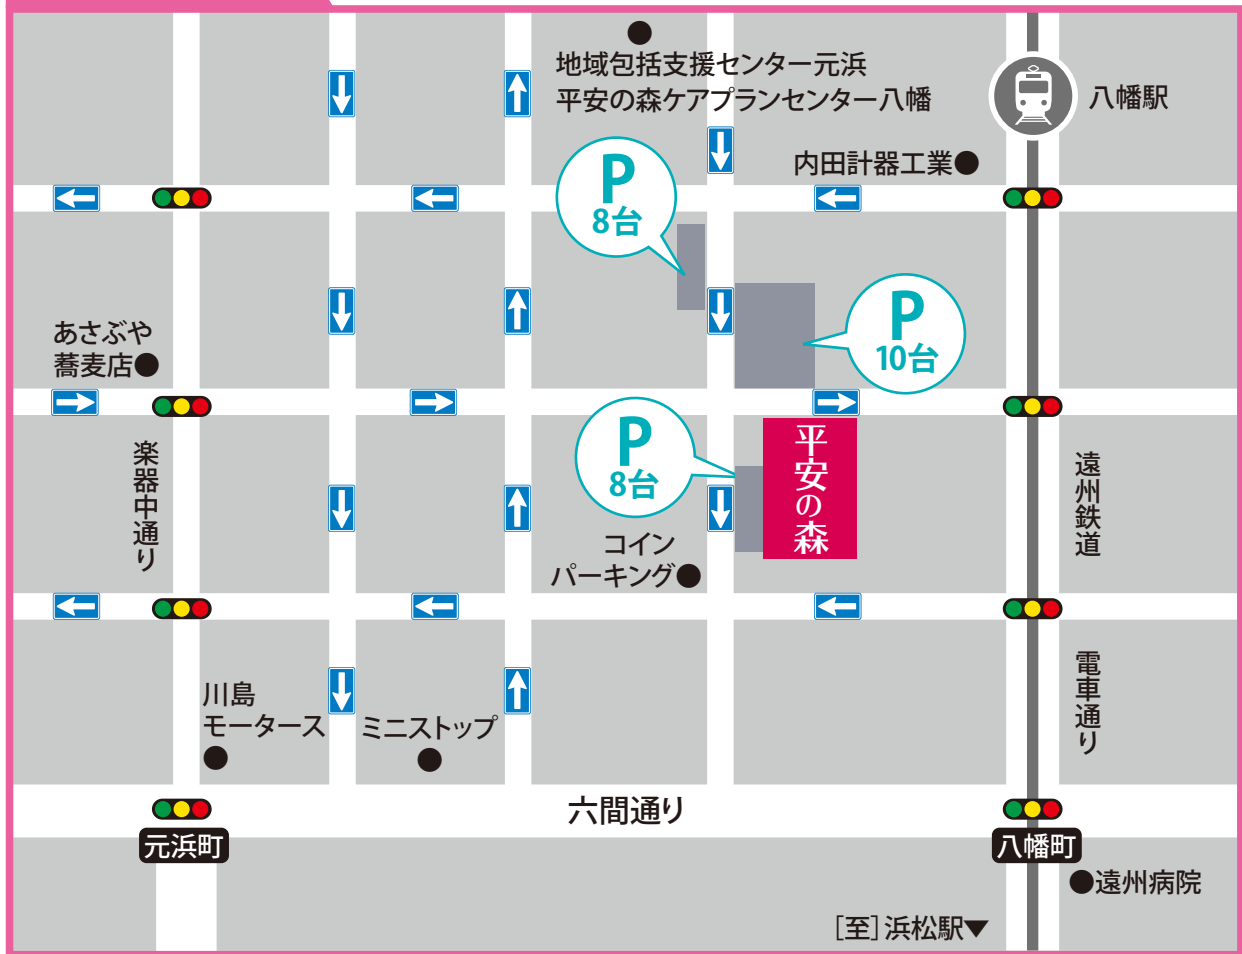 地域包括支援センター元浜
平安の森ケアプランセンター八幡
八幡駅
内田計器工業
P
8台
P
10台
あさぶや
蕎麦店
P
8台
平安の森
楽器中通り
遠州鉄道
コイン
パーキング
電車通り
川島
モータース
ミニストップ
六間通り
元浜町
八幡町
遠州病院
[至]浜松駅▼